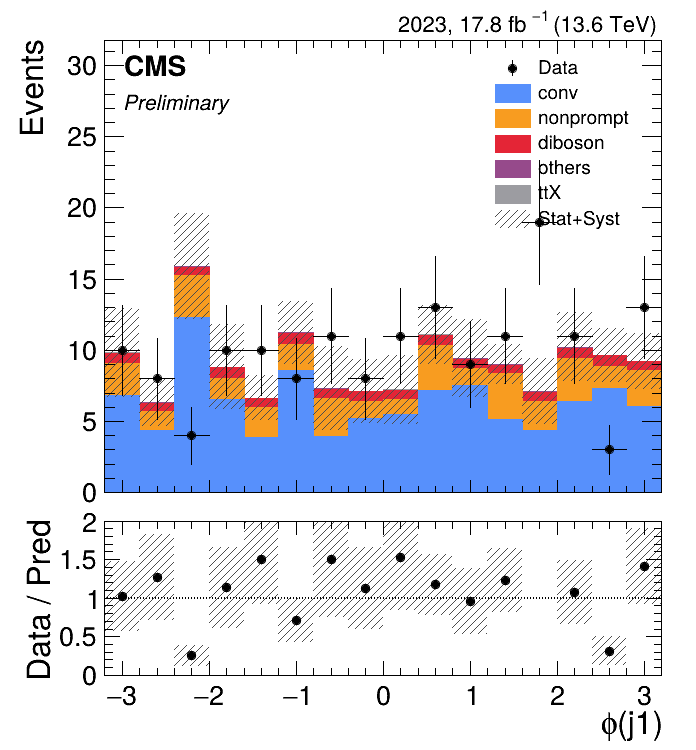 2023, 17.8 fb⁻¹ (13.6 TeV)
CMS
Preliminary
Events
30
25
20
15
10
5
0
Data
conv
nonprompt
diboson
others
ttX
Stat+Syst
Data / Pred
2
1.5
1
0.5
0
−3 −2 −1 0 1 2 3
ϕ(j1)